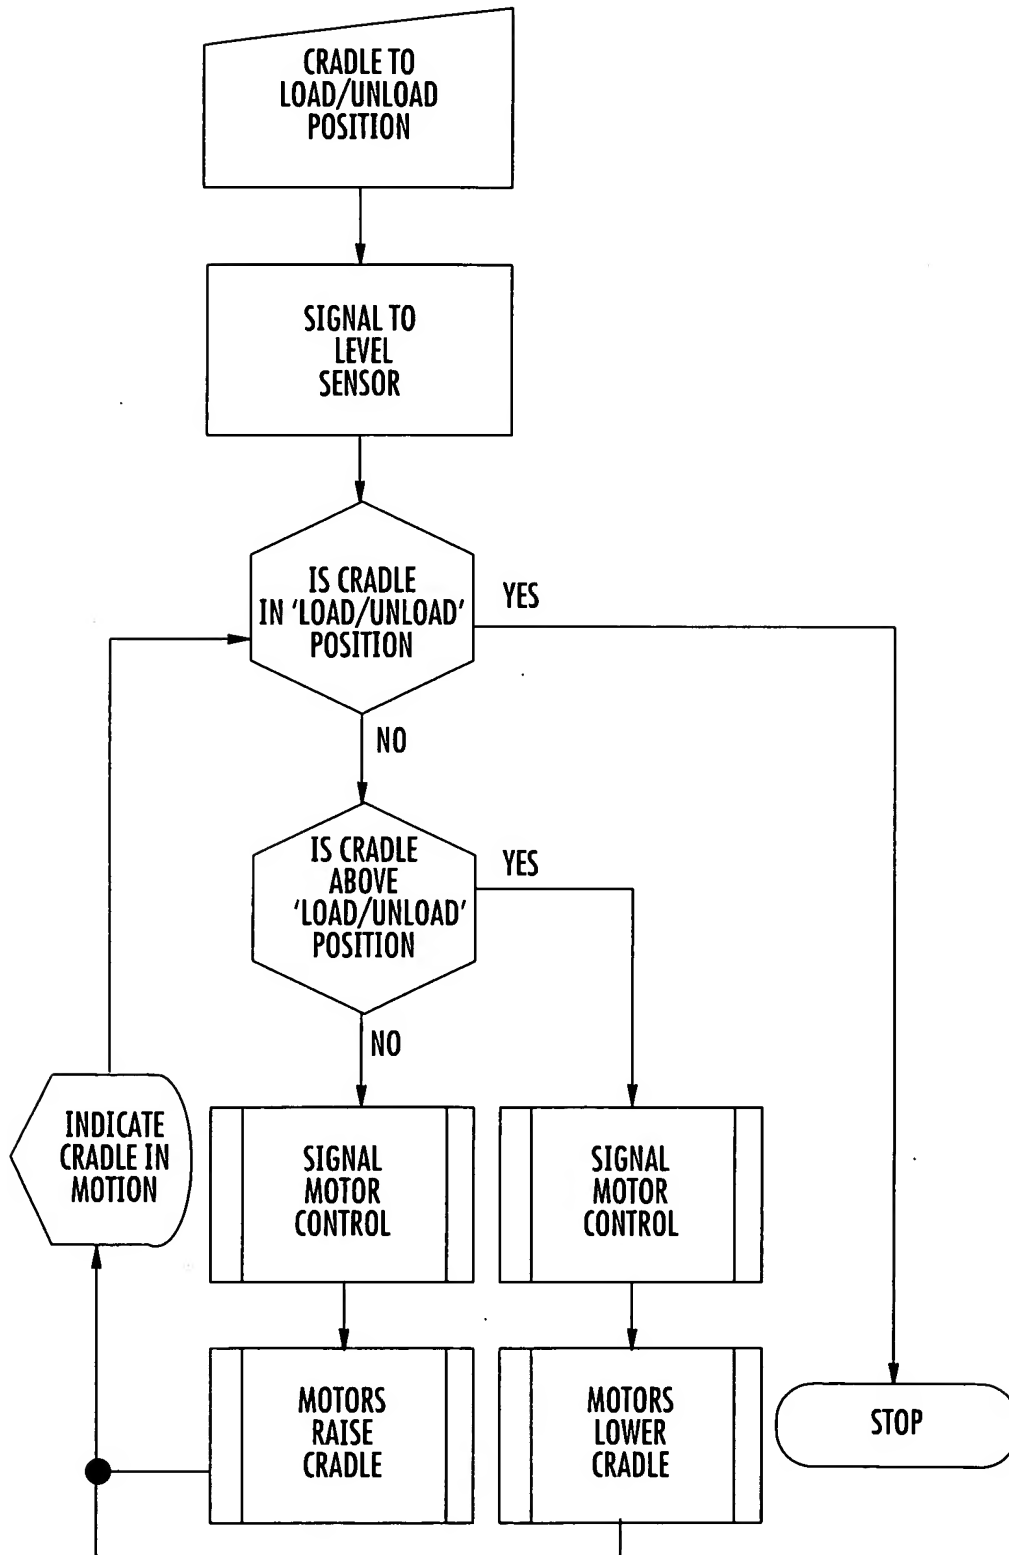 CRADLE TO
LOAD/UNLOAD
POSITION
SIGNAL TO
LEVEL
SENSOR
IS CRADLE
IN 'LOAD/UNLOAD'
POSITION
YES
NO
IS CRADLE
ABOVE
'LOAD/UNLOAD'
POSITION
YES
NO
INDICATE
CRADLE IN
MOTION
SIGNAL
MOTOR
CONTROL
SIGNAL
MOTOR
CONTROL
MOTORS
RAISE
CRADLE
MOTORS
LOWER
CRADLE
STOP